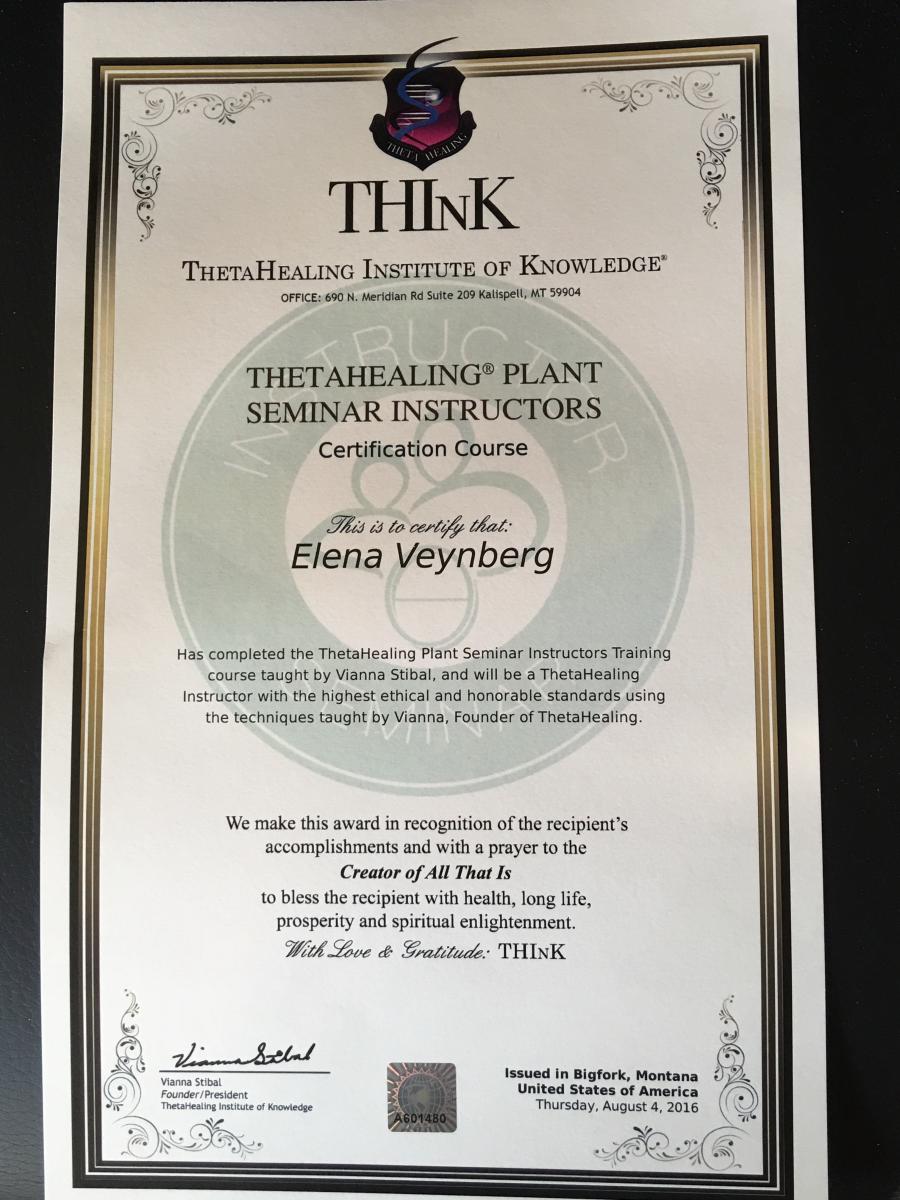 THETA HEALING
THInK
ThetaHealing Institute of Knowledge®
OFFICE: 690 N. Meridian Rd Suite 209 Kalispell, MT 59904
INSTRUCTOR
THETAHEALING® PLANT
SEMINAR INSTRUCTORS
Certification Course
This is to certify that:
Elena Veynberg
Has completed the ThetaHealing Plant Seminar Instructors Training
course taught by Vianna Stibal, and will be a ThetaHealing
Instructor with the highest ethical and honorable standards using
the techniques taught by Vianna, Founder of ThetaHealing.
SEMINAR
We make this award in recognition of the recipient's
accomplishments and with a prayer to the
Creator of All That Is
to bless the recipient with health, long life,
prosperity and spiritual enlightenment.
With Love & Gratitude: THInK
Vianna Stibal
Vianna Stibal
Founder/President
ThetaHealing Institute of Knowledge
A601480
Issued in Bigfork, Montana
United States of America
Thursday, August 4, 2016